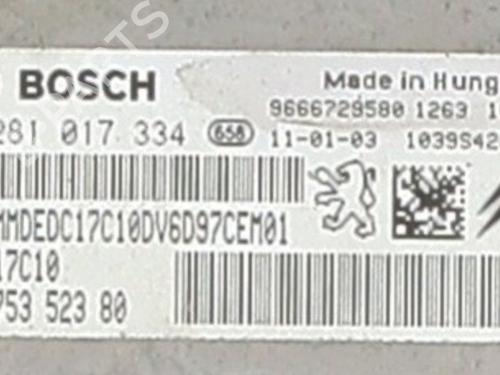 BOSCH
Made in Hung
9666729580 1263 1
281 017 334 658 11-01-03 1039S42
MMDEDC17C10DV6D97CEM01
17C10
753 523 80